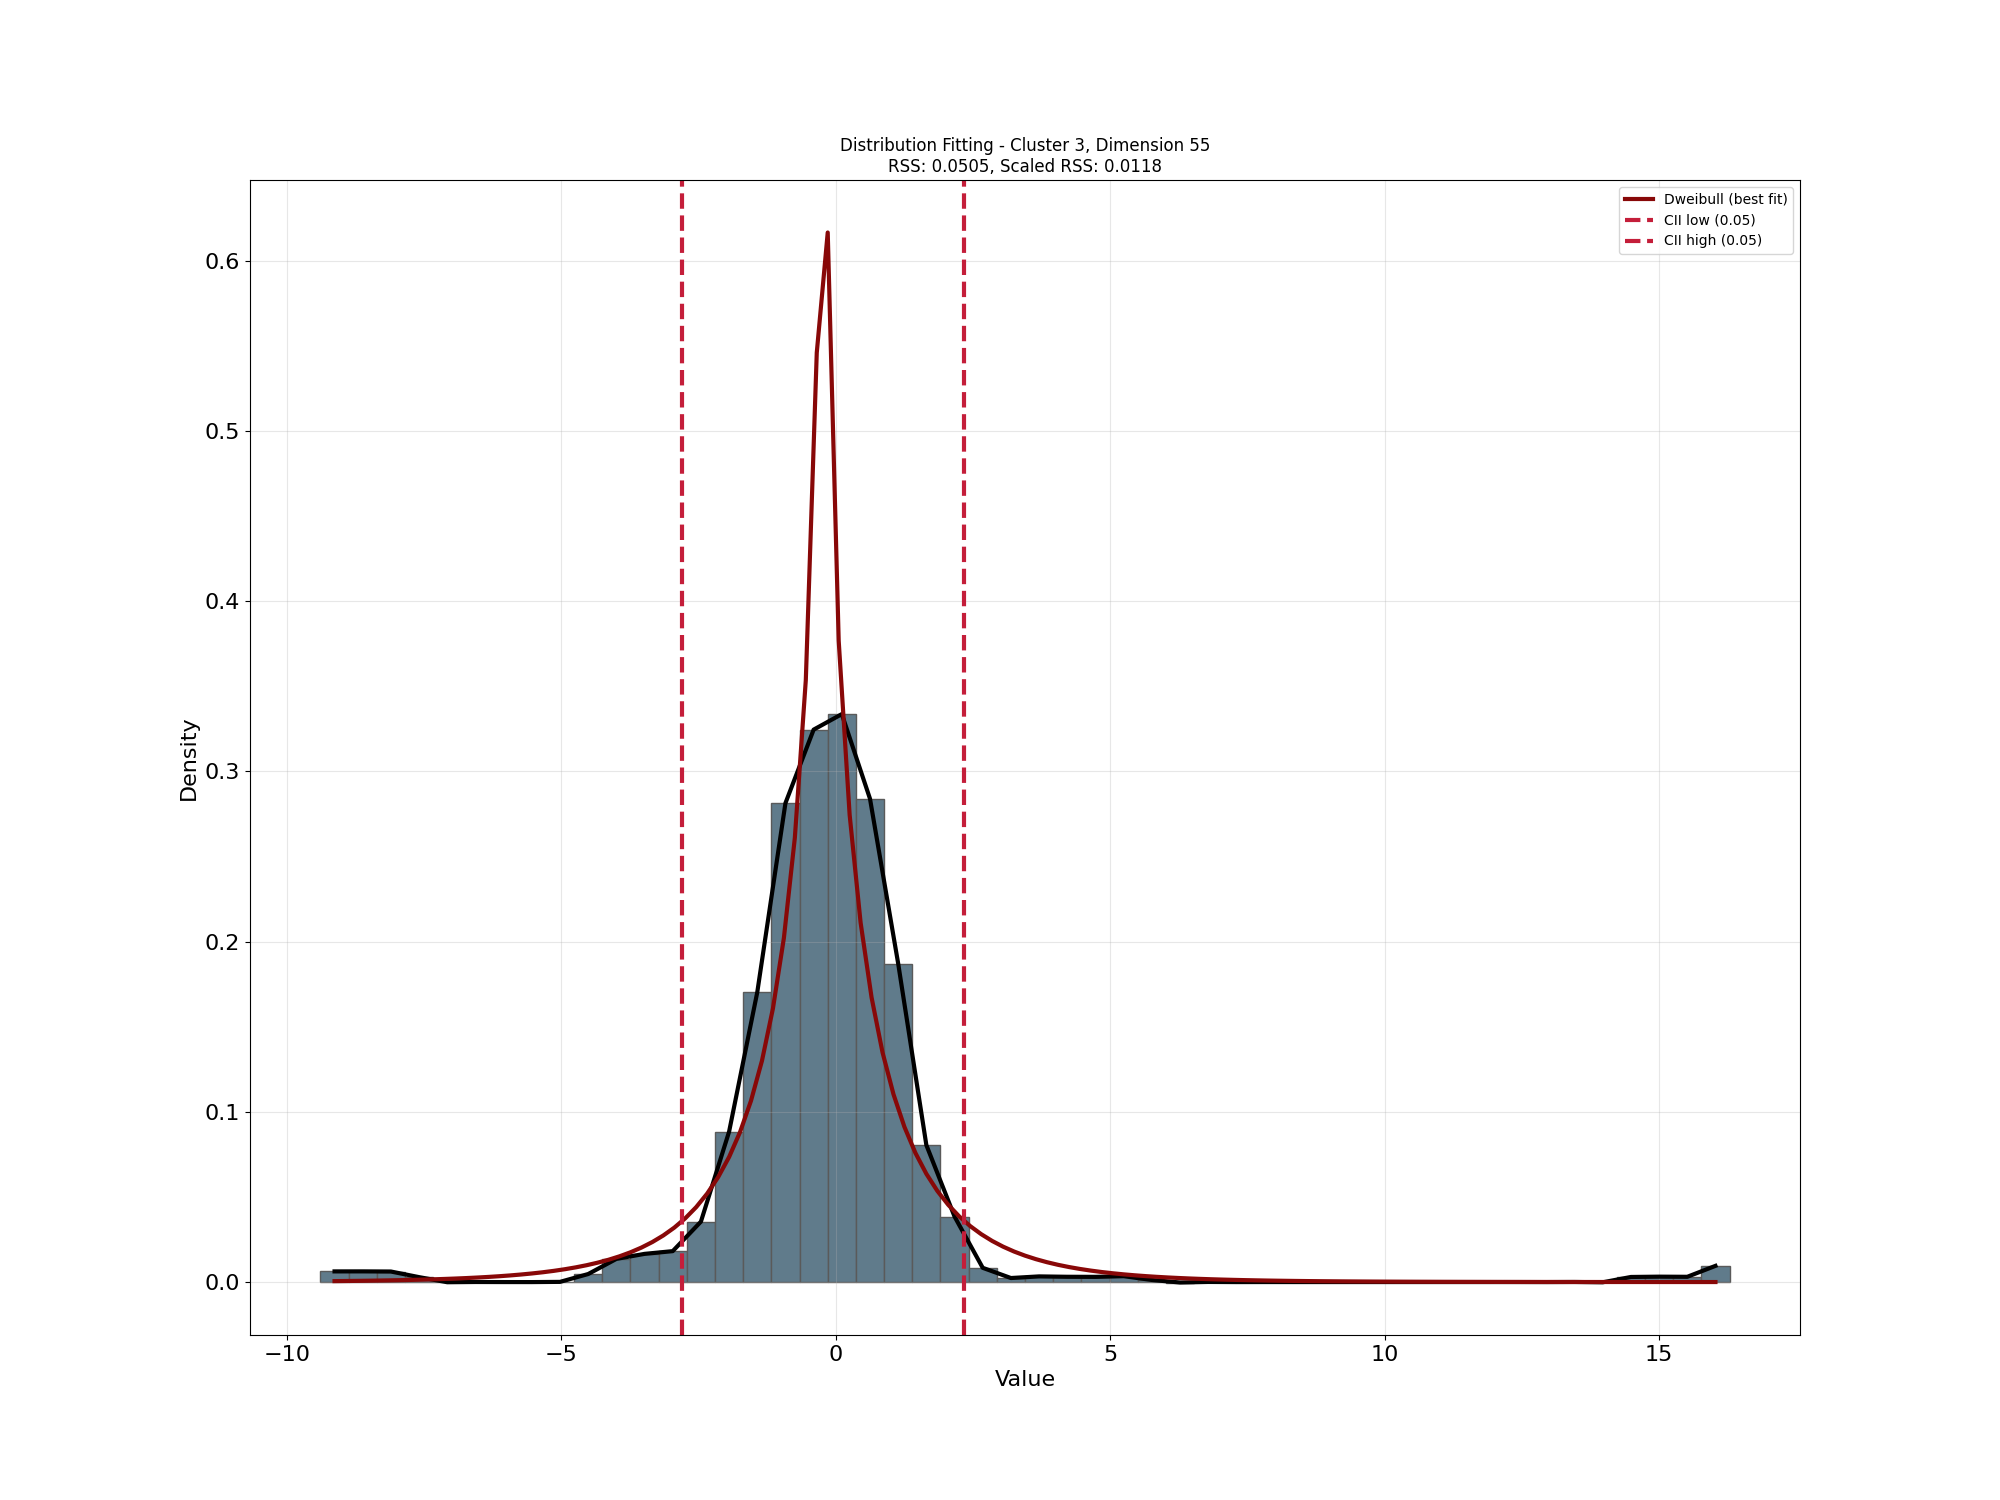 Distribution Fitting - Cluster 3, Dimension 55
RSS: 0.0505, Scaled RSS: 0.0118
Dweibull (best fit)
CII low (0.05)
CII high (0.05)
0.6
0.5
0.4
0.3
0.2
0.1
0.0
Density
−10
−5
0
5
10
15
Value